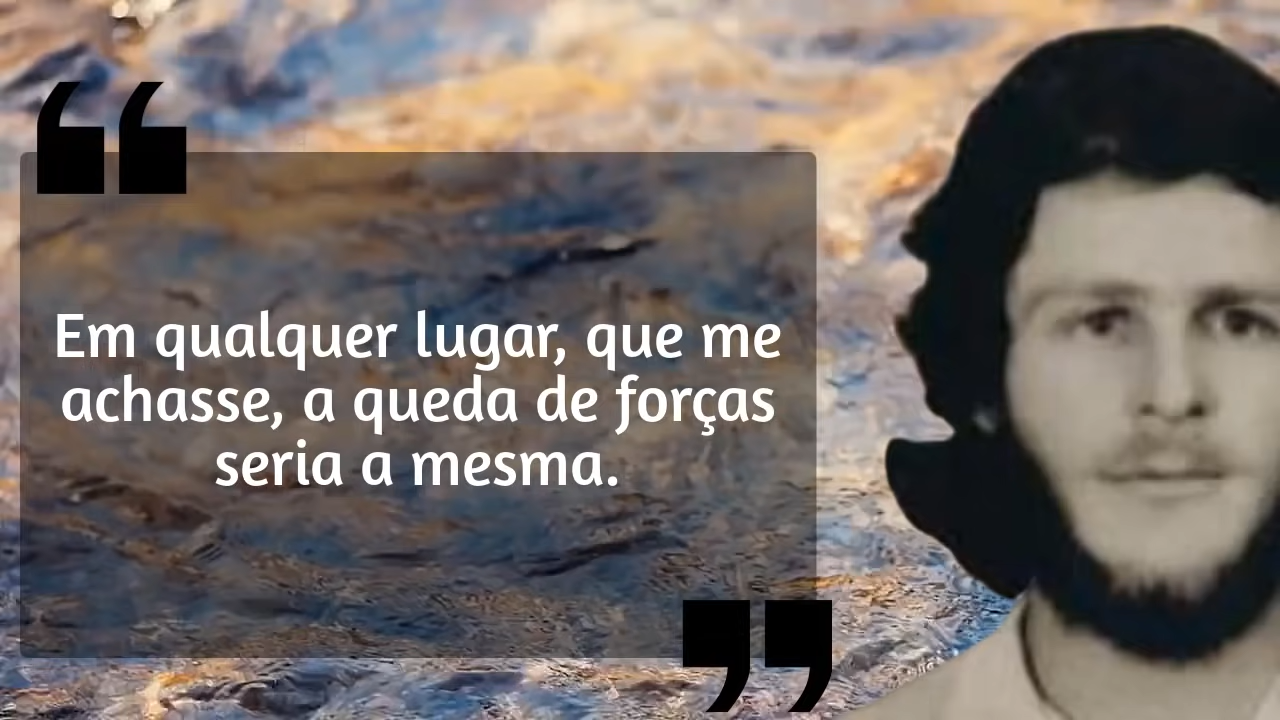 Em qualquer lugar, que me
achasse, a queda de forças
seria a mesma.